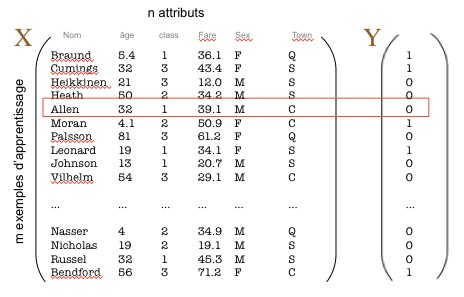 n attributs
X Y
Nom âge class Fare Sex Town
Braund 5.4 1 36.1 F Q 1
Cumings 32 3 43.4 F S 1
Heikkinen 21 3 12.0 M S 0
Heath 50 2 34.2 M S 0
Allen 32 1 39.1 M C 0
Moran 4.1 2 50.9 F C 1
Palsson 81 3 61.2 F Q 0
Leonard 19 1 34.1 F S 1
Johnson 13 1 20.7 M S 0
Vilhelm 54 3 29.1 M C 0
... ... ... ... ... ... ...
Nasser 4 2 34.9 M Q 0
Nicholas 19 2 19.1 M S 0
Russel 32 1 45.3 M S 0
Bendford 56 3 71.2 F C 1
m exemples d'apprentissage